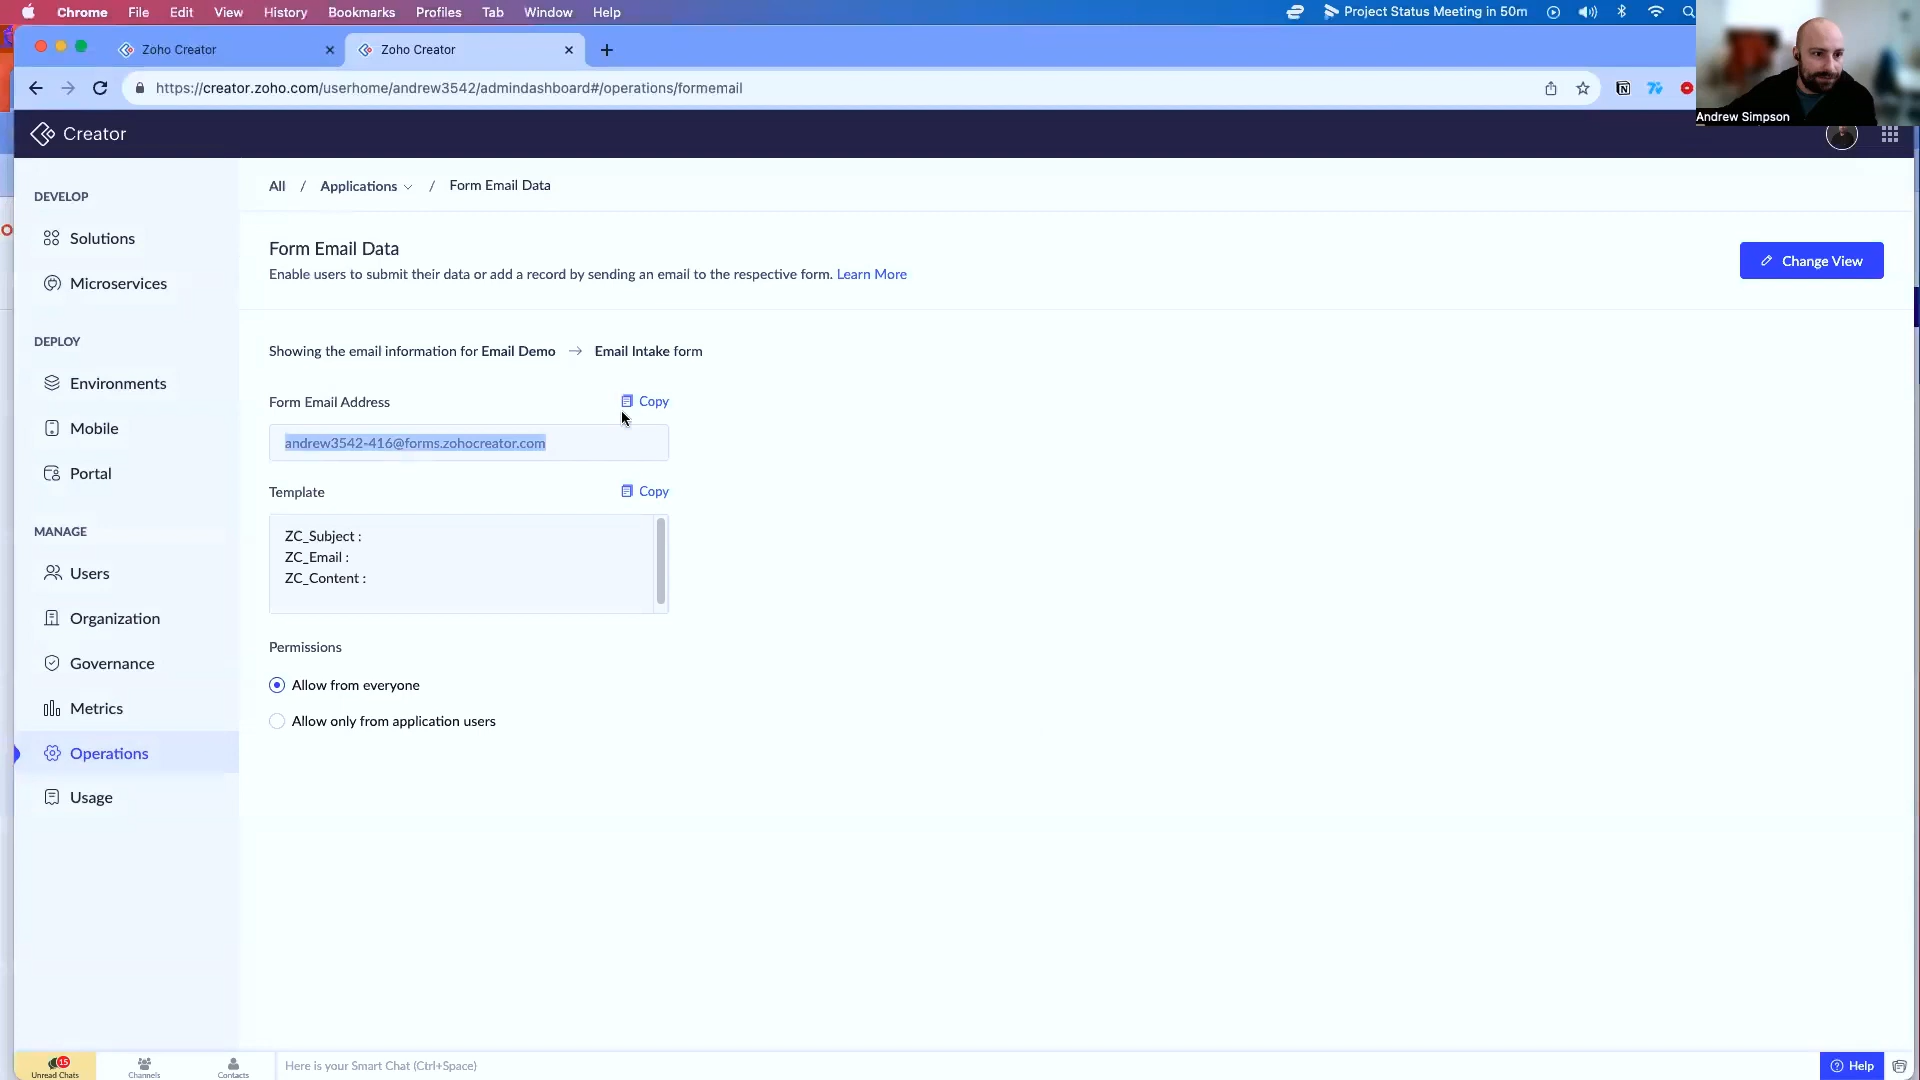 Chrome File Edit View History Bookmarks Profiles Tab Window Help
Project Status Meeting in 50m
Zoho Creator
Zoho Creator
https://creator.zoho.com/userhome/andrew3542/admindashboard#/operations/formemail
Andrew Simpson
Creator
DEVELOP
Solutions
Microservices
DEPLOY
Environments
Mobile
Portal
MANAGE
Users
Organization
Governance
Metrics
Operations
Usage
All / Applications / Form Email Data
Form Email Data
Enable users to submit their data or add a record by sending an email to the respective form. Learn More
Change View
Showing the email information for Email Demo → Email Intake form
Form Email Address
Copy
andrew3542-416@forms.zohocreator.com
Template
Copy
ZC_Subject :
ZC_Email :
ZC_Content :
Permissions
Allow from everyone
Allow only from application users
15
Unread Chats
Channels
Contacts
Here is your Smart Chat (Ctrl+Space)
Help